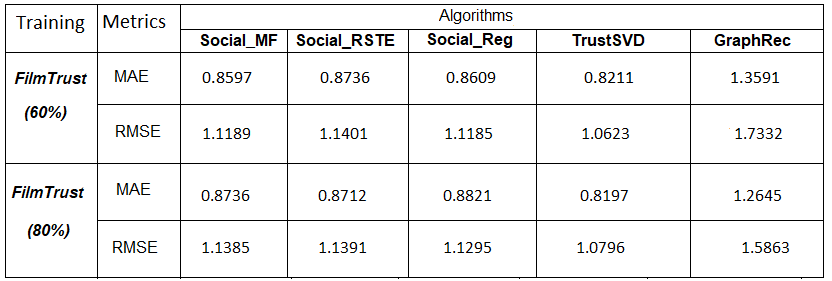 Training Metrics Algorithms
Social_MF Social_RSTE Social_Reg TrustSVD GraphRec
FilmTrust MAE 0.8597 0.8736 0.8609 0.8211 1.3591
(60%)
RMSE 1.1189 1.1401 1.1185 1.0623 1.7332
FilmTrust MAE 0.8736 0.8712 0.8821 0.8197 1.2645
(80%)
RMSE 1.1385 1.1391 1.1295 1.0796 1.5863